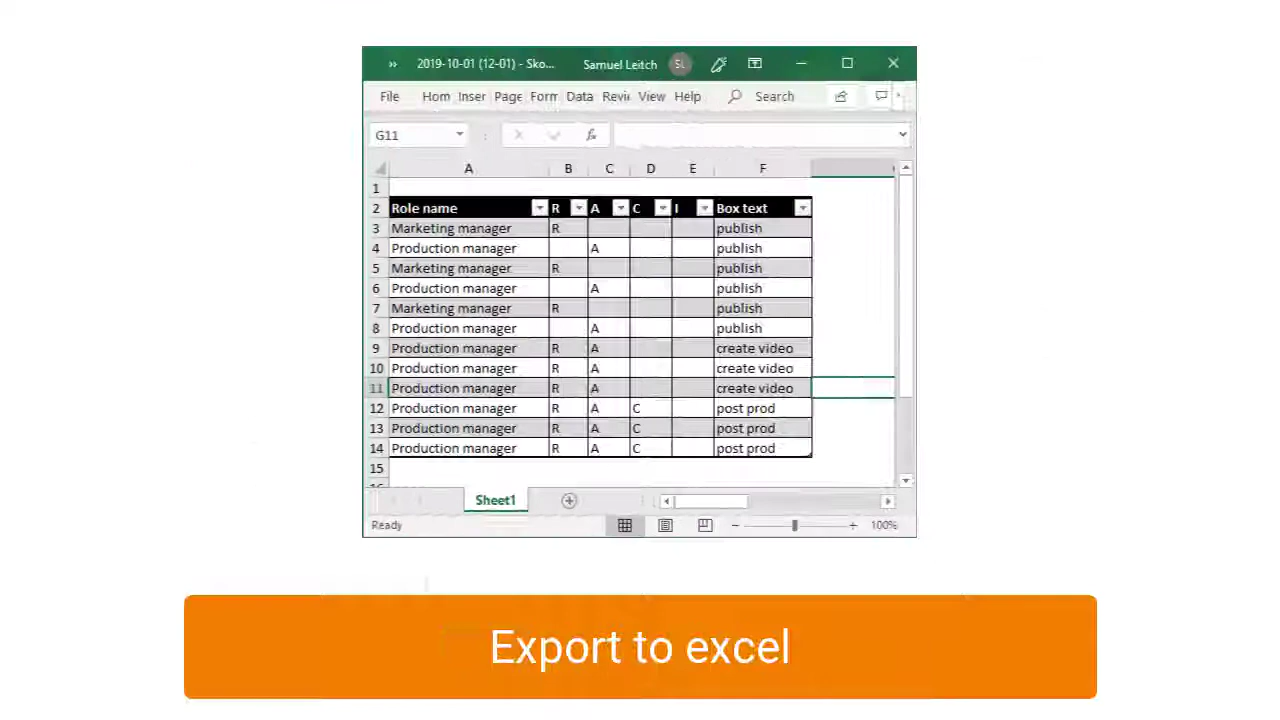 » 2019-10-01 (12-01) - Sko... Samuel Leitch SL
File Hom Inser Page Form Data Revi View Help Search
G11 fx
A B C D E F
1
2 Role name R A C I Box text
3 Marketing manager R publish
4 Production manager A publish
5 Marketing manager R publish
6 Production manager A publish
7 Marketing manager R publish
8 Production manager A publish
9 Production manager R A create video
10 Production manager R A create video
11 Production manager R A create video
12 Production manager R A C post prod
13 Production manager R A C post prod
14 Production manager R A C post prod
15
Sheet1
Ready 100%
Export to excel